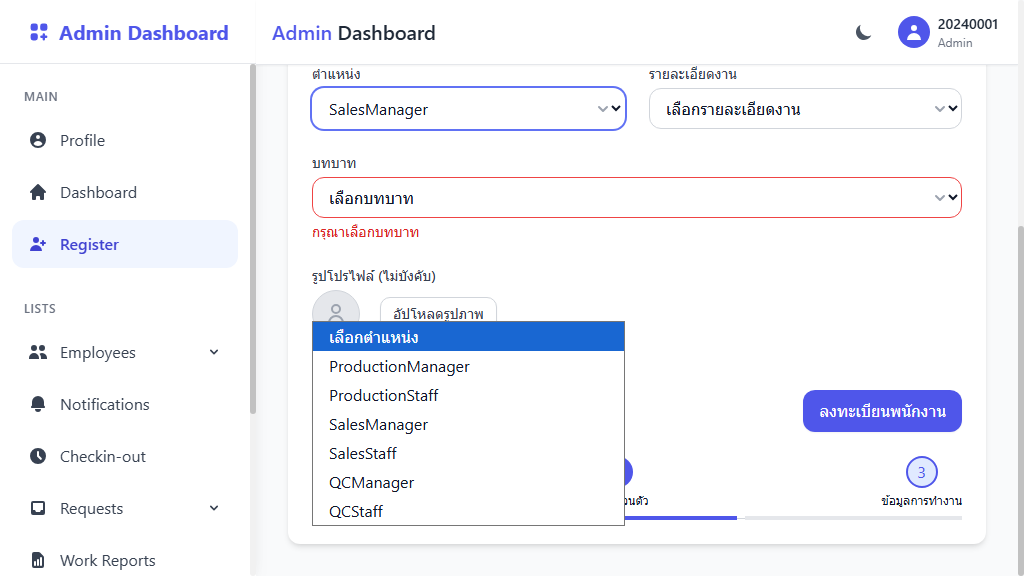 Admin Dashboard
Admin Dashboard
20240001
Admin
MAIN
Profile
Dashboard
Register
LISTS
Employees
Notifications
Checkin-out
Requests
Work Reports
ตำแหน่ง
รายละเอียดงาน
SalesManager
เลือกรายละเอียดงาน
บทบาท
เลือกบทบาท
กรุณาเลือกบทบาท
รูปโปรไฟล์ (ไม่บังคับ)
อัปโหลดรูปภาพ
เลือกตำแหน่ง
ProductionManager
ProductionStaff
SalesManager
SalesStaff
QCManager
QCStaff
ลงทะเบียนพนักงาน
3
ข้อมูลการทำงาน